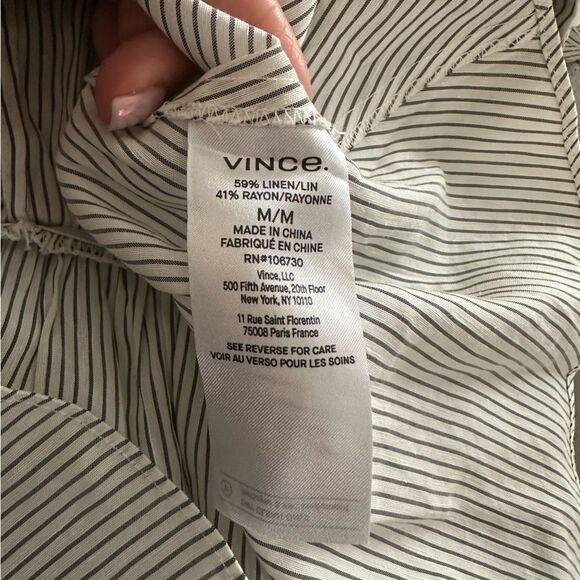 VINCE.
59% LINEN/LIN
41% RAYON/RAYONNE
M/M
MADE IN CHINA
FABRIQUÉ EN CHINE
RN#106730
Vince, LLC
500 Fifth Avenue, 20th Floor
New York, NY 10110
11 Rue Saint Florentin
75008 Paris France
SEE REVERSE FOR CARE
VOIR AU VERSO POUR LES SOINS